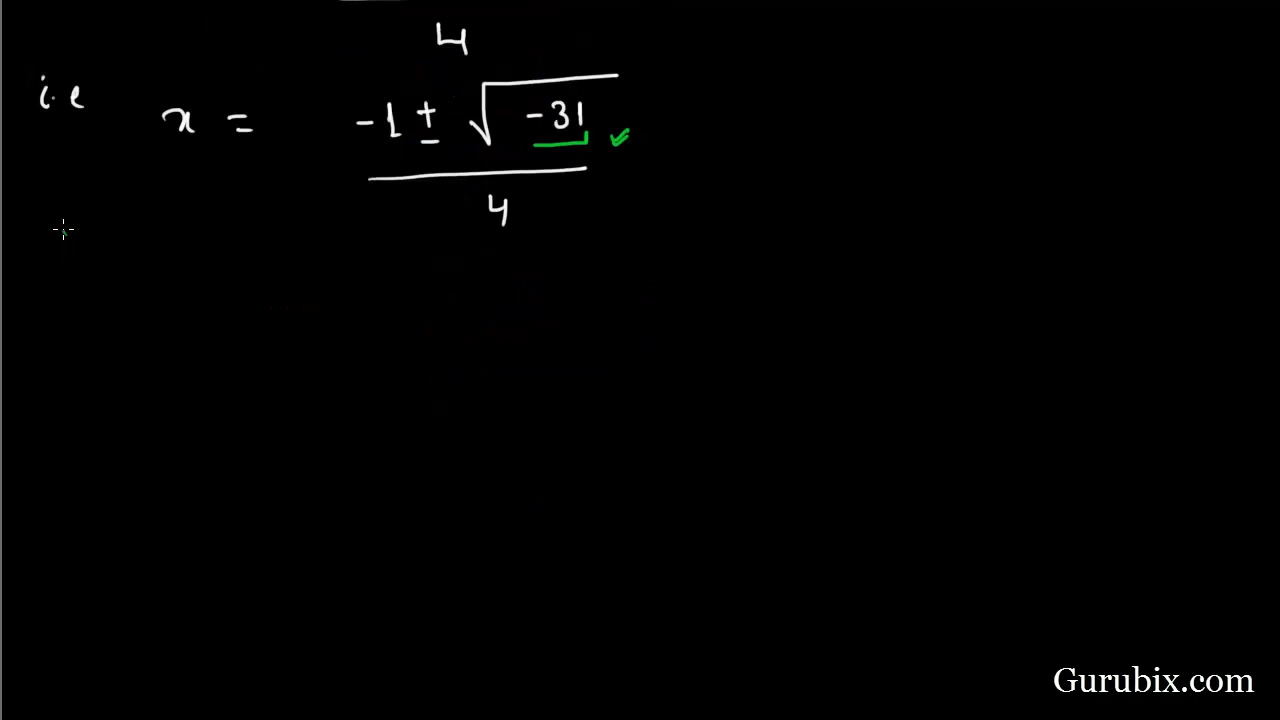 4
i.e x = -1 ± √-31
4
Gurubix.com